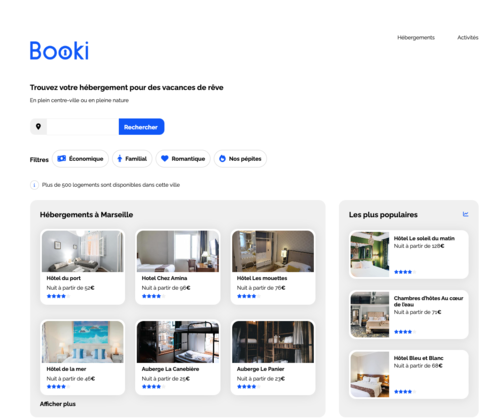 Hébergements Activités
Booki
Trouvez votre hébergement pour des vacances de rêve
En plein centre-ville ou en pleine nature
Rechercher
Filtres Économique Familial Romantique Nos pépites
Plus de 500 logements sont disponibles dans cette ville
Hébergements à Marseille
Hôtel du port
Nuit à partir de 52€
Hotel Chez Amina
Nuit à partir de 96€
Hôtel Les mouettes
Nuit à partir de 76€
Hôtel de la mer
Nuit à partir de 46€
Auberge La Canebière
Nuit à partir de 25€
Auberge Le Panier
Nuit à partir de 23€
Afficher plus
Les plus populaires
Hôtel Le soleil du matin
Nuit à partir de 128€
Chambres d'hôtes Au cœur
de l'eau
Nuit à partir de 71€
Hôtel Bleu et Blanc
Nuit à partir de 68€